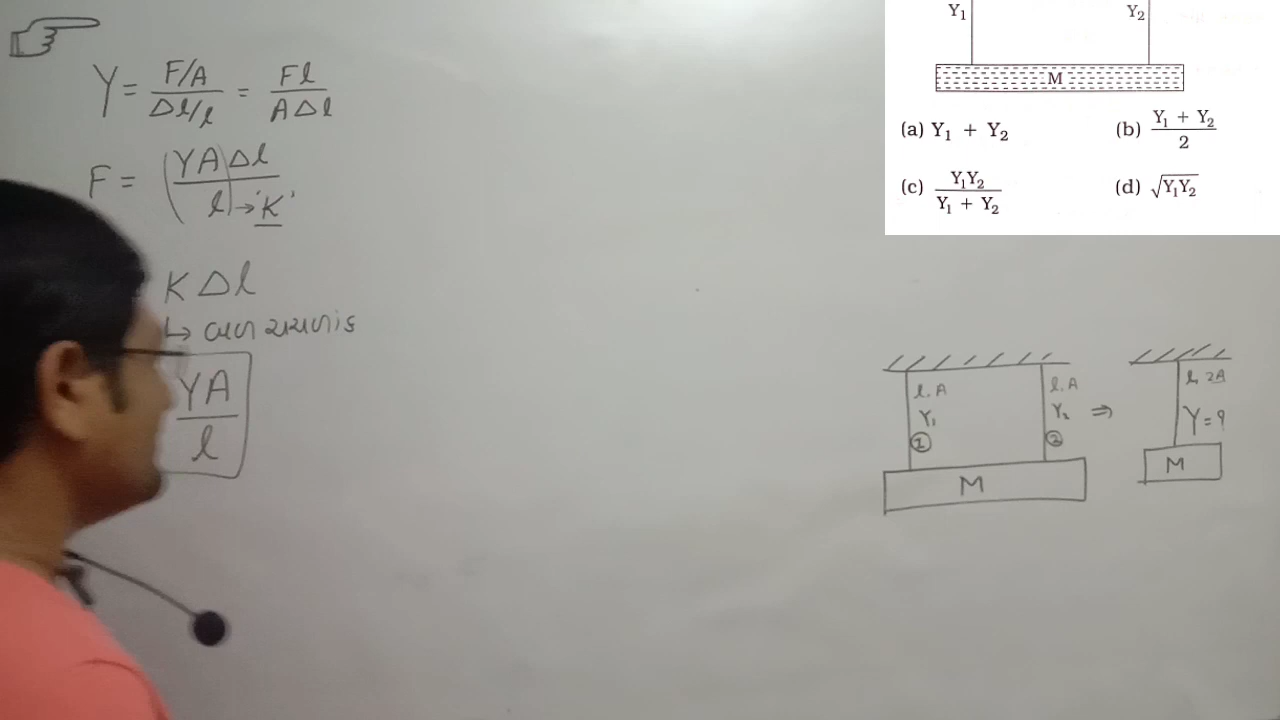 Y = F/A / Δl/l = Fl / AΔl
F = (YA/l) Δl → 'K'
K Δl
↳ બળ અચળાંક
YA / l
Y₁ Y₂
M
(a) Y₁ + Y₂ (b) Y₁ + Y₂ / 2
(c) Y₁Y₂ / Y₁ + Y₂ (d) √Y₁Y₂
l, A l, A ⇒ l, 2A
Y₁ Y₂ Y = ?
① ②
M M